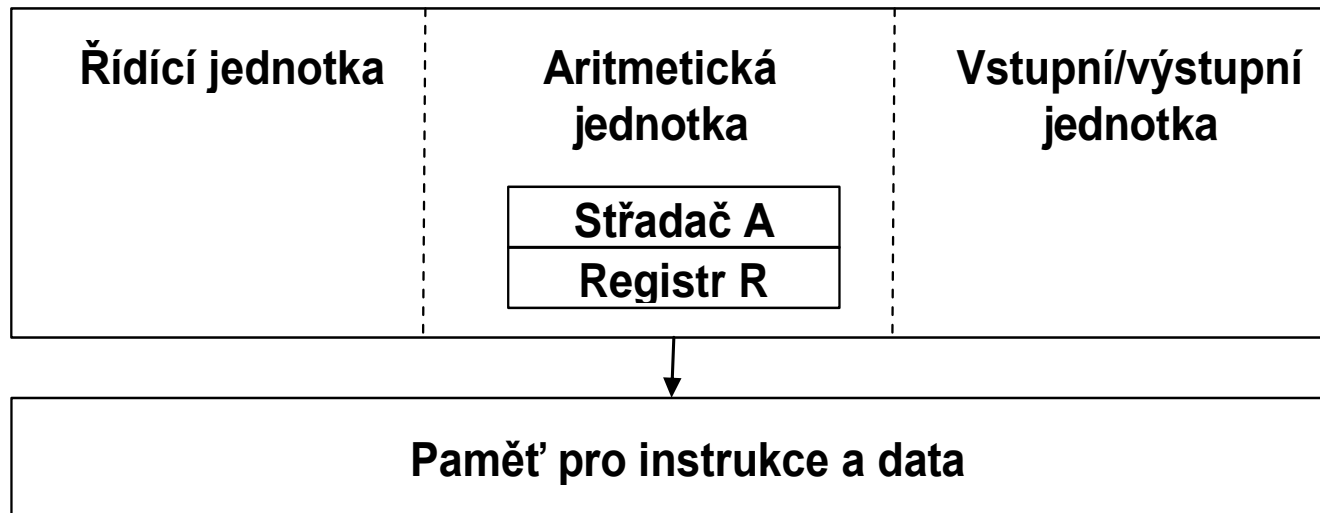 Řídící jednotka
Aritmetická
jednotka
Střadač A
Registr R
Vstupní/výstupní
jednotka
Paměť pro instrukce a data